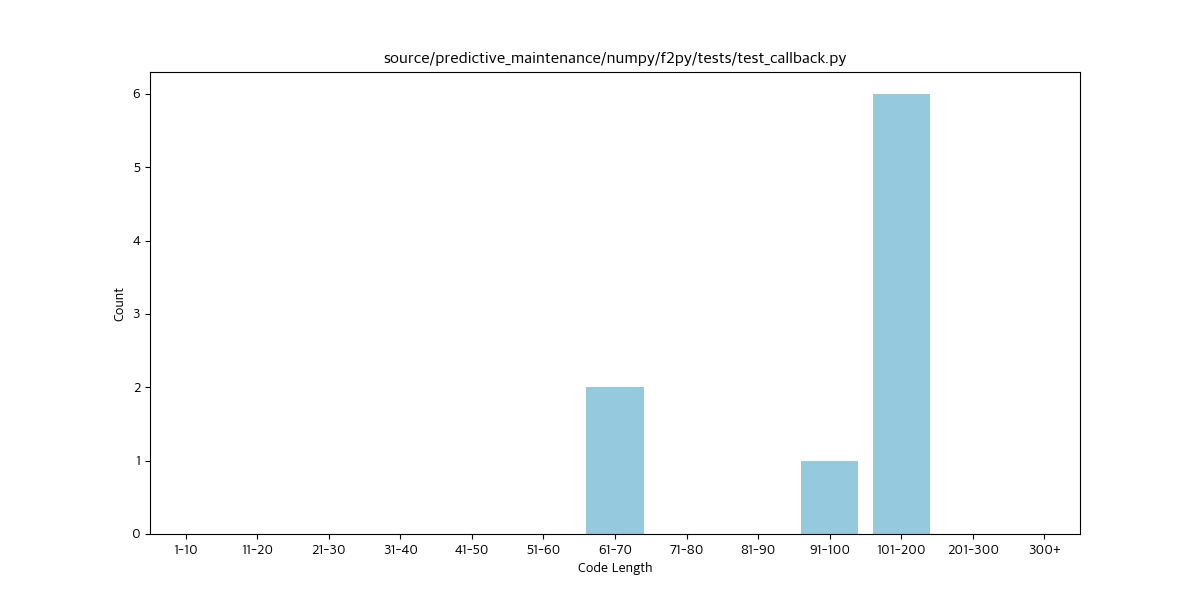 source/predictive_maintenance/numpy/f2py/tests/test_callback.py
6
5
4
3
2
1
0
Count
1-10 11-20 21-30 31-40 41-50 51-60 61-70 71-80 81-90 91-100 101-200 201-300 300+
Code Length